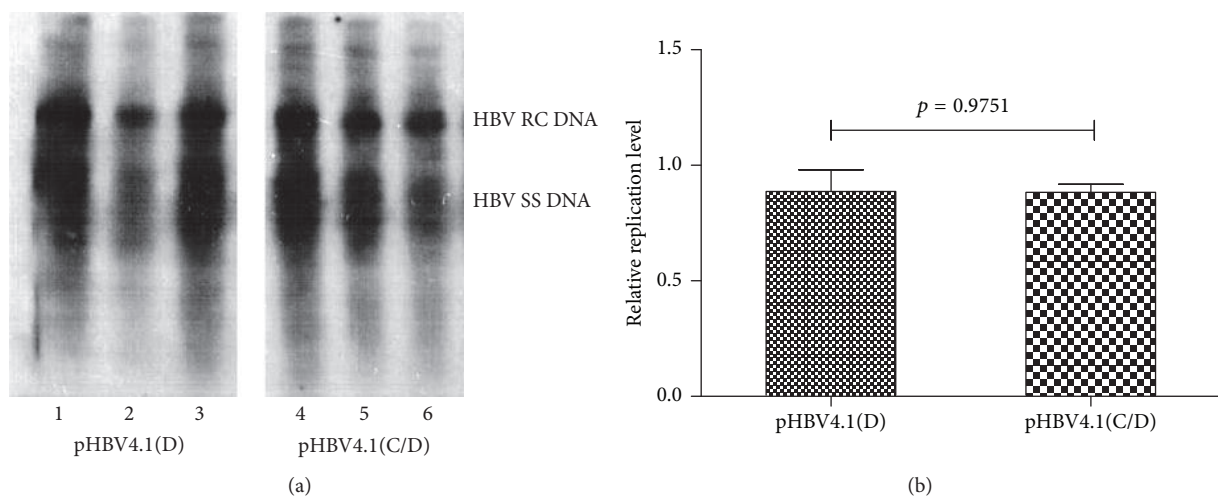 HBV RC DNA
HBV SS DNA
1 2 3 4 5 6
pHBV4.1(D) pHBV4.1(C/D)
(a)
Relative replication level
1.5
1.0
0.5
0.0
p = 0.9751
pHBV4.1(D) pHBV4.1(C/D)
(b)